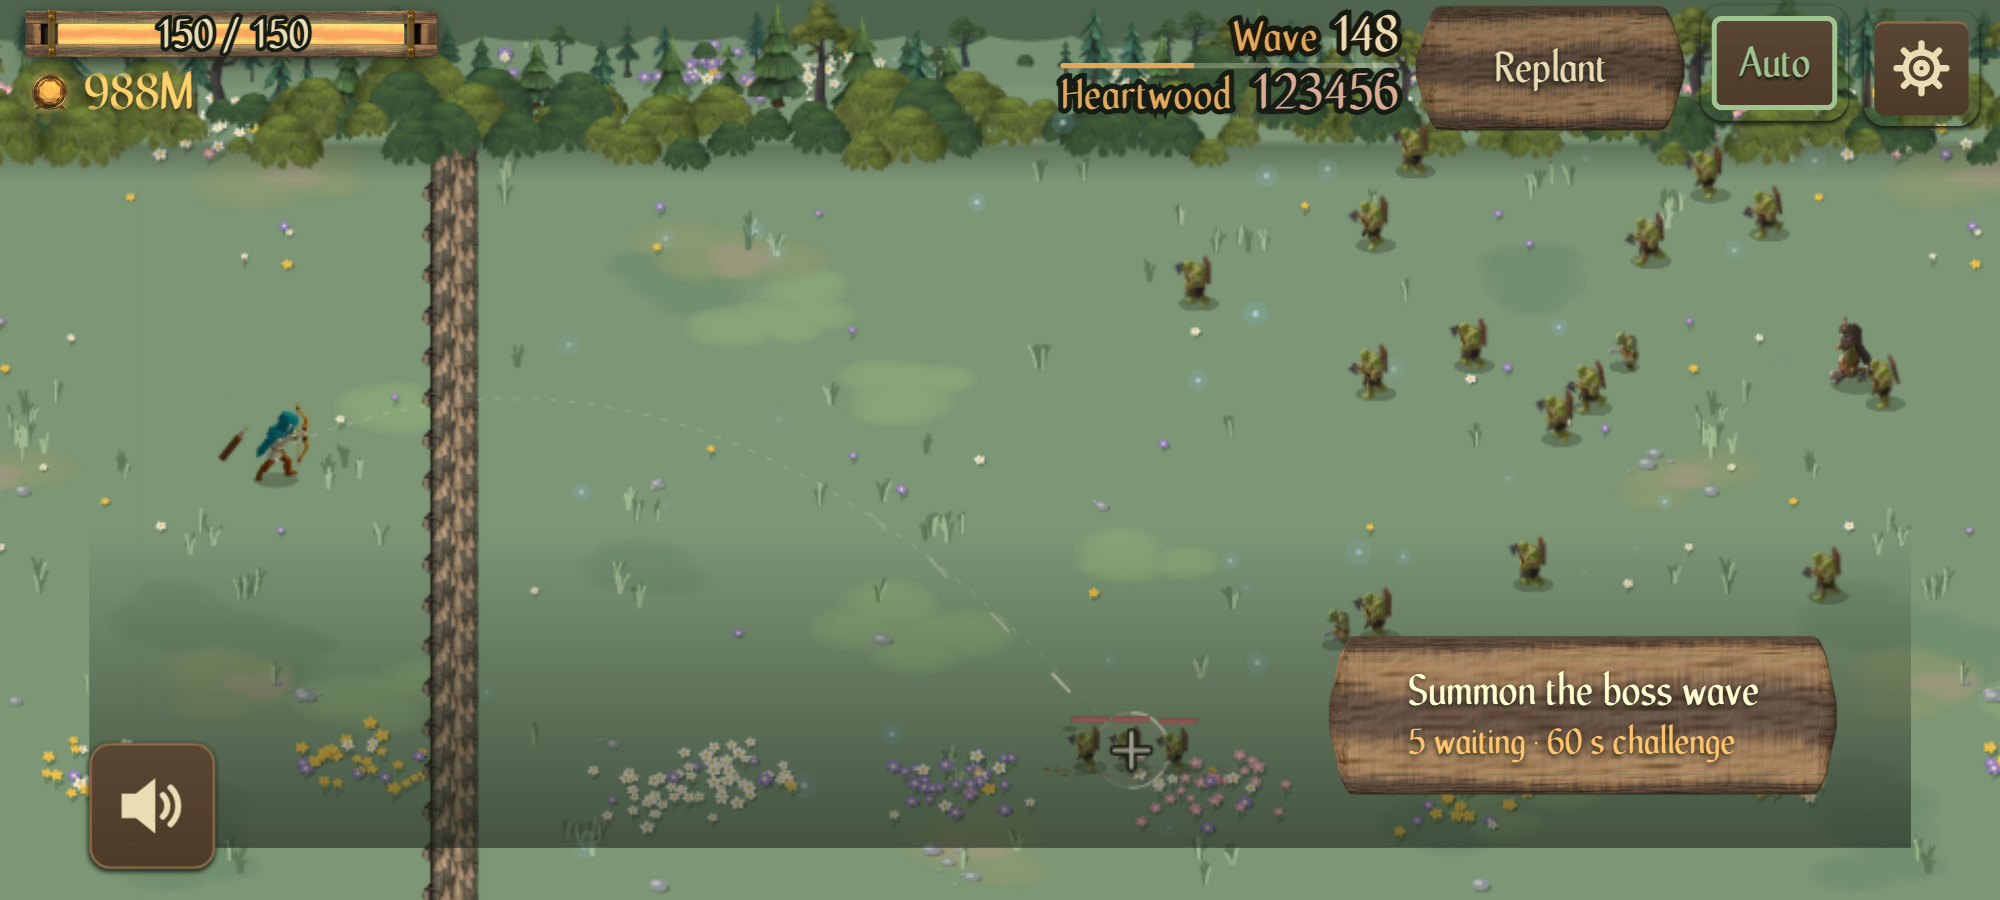 150 / 150
988M
Wave 148
Heartwood 123456
Replant
Auto
Summon the boss wave
5 waiting · 60 s challenge